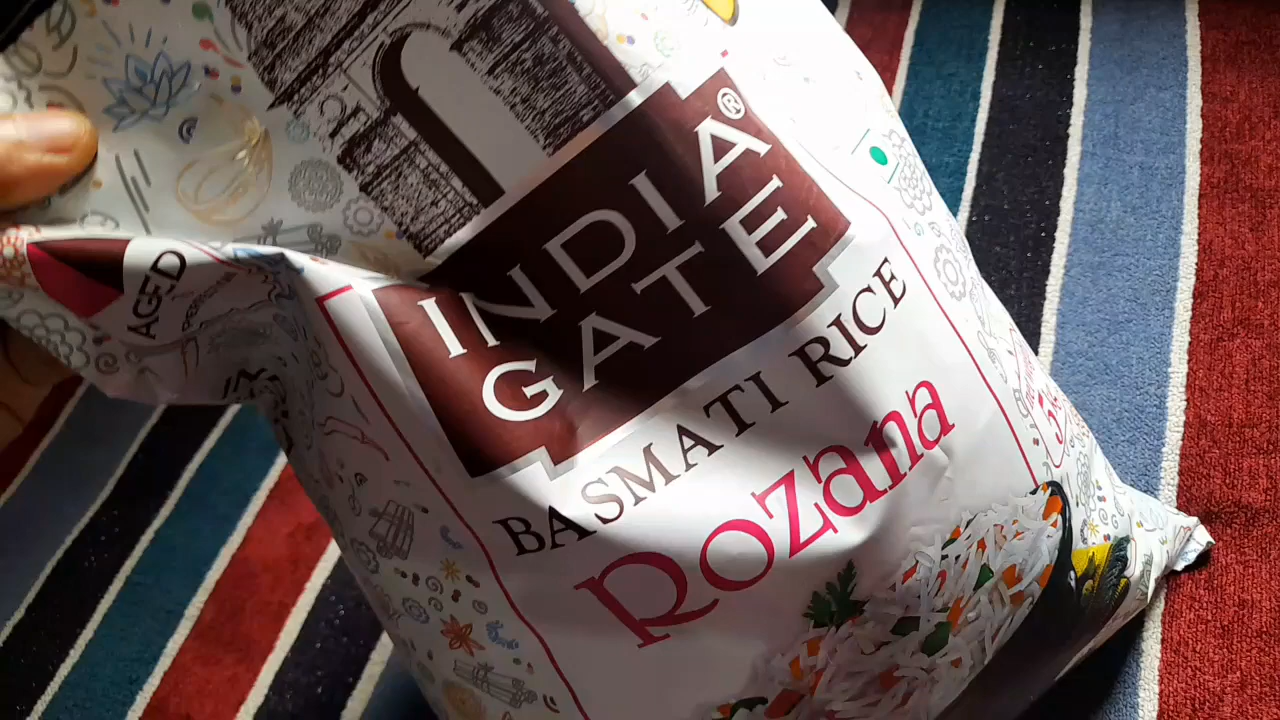 INDIA®
GATE
BASMATI RICE
Rozana
AGED